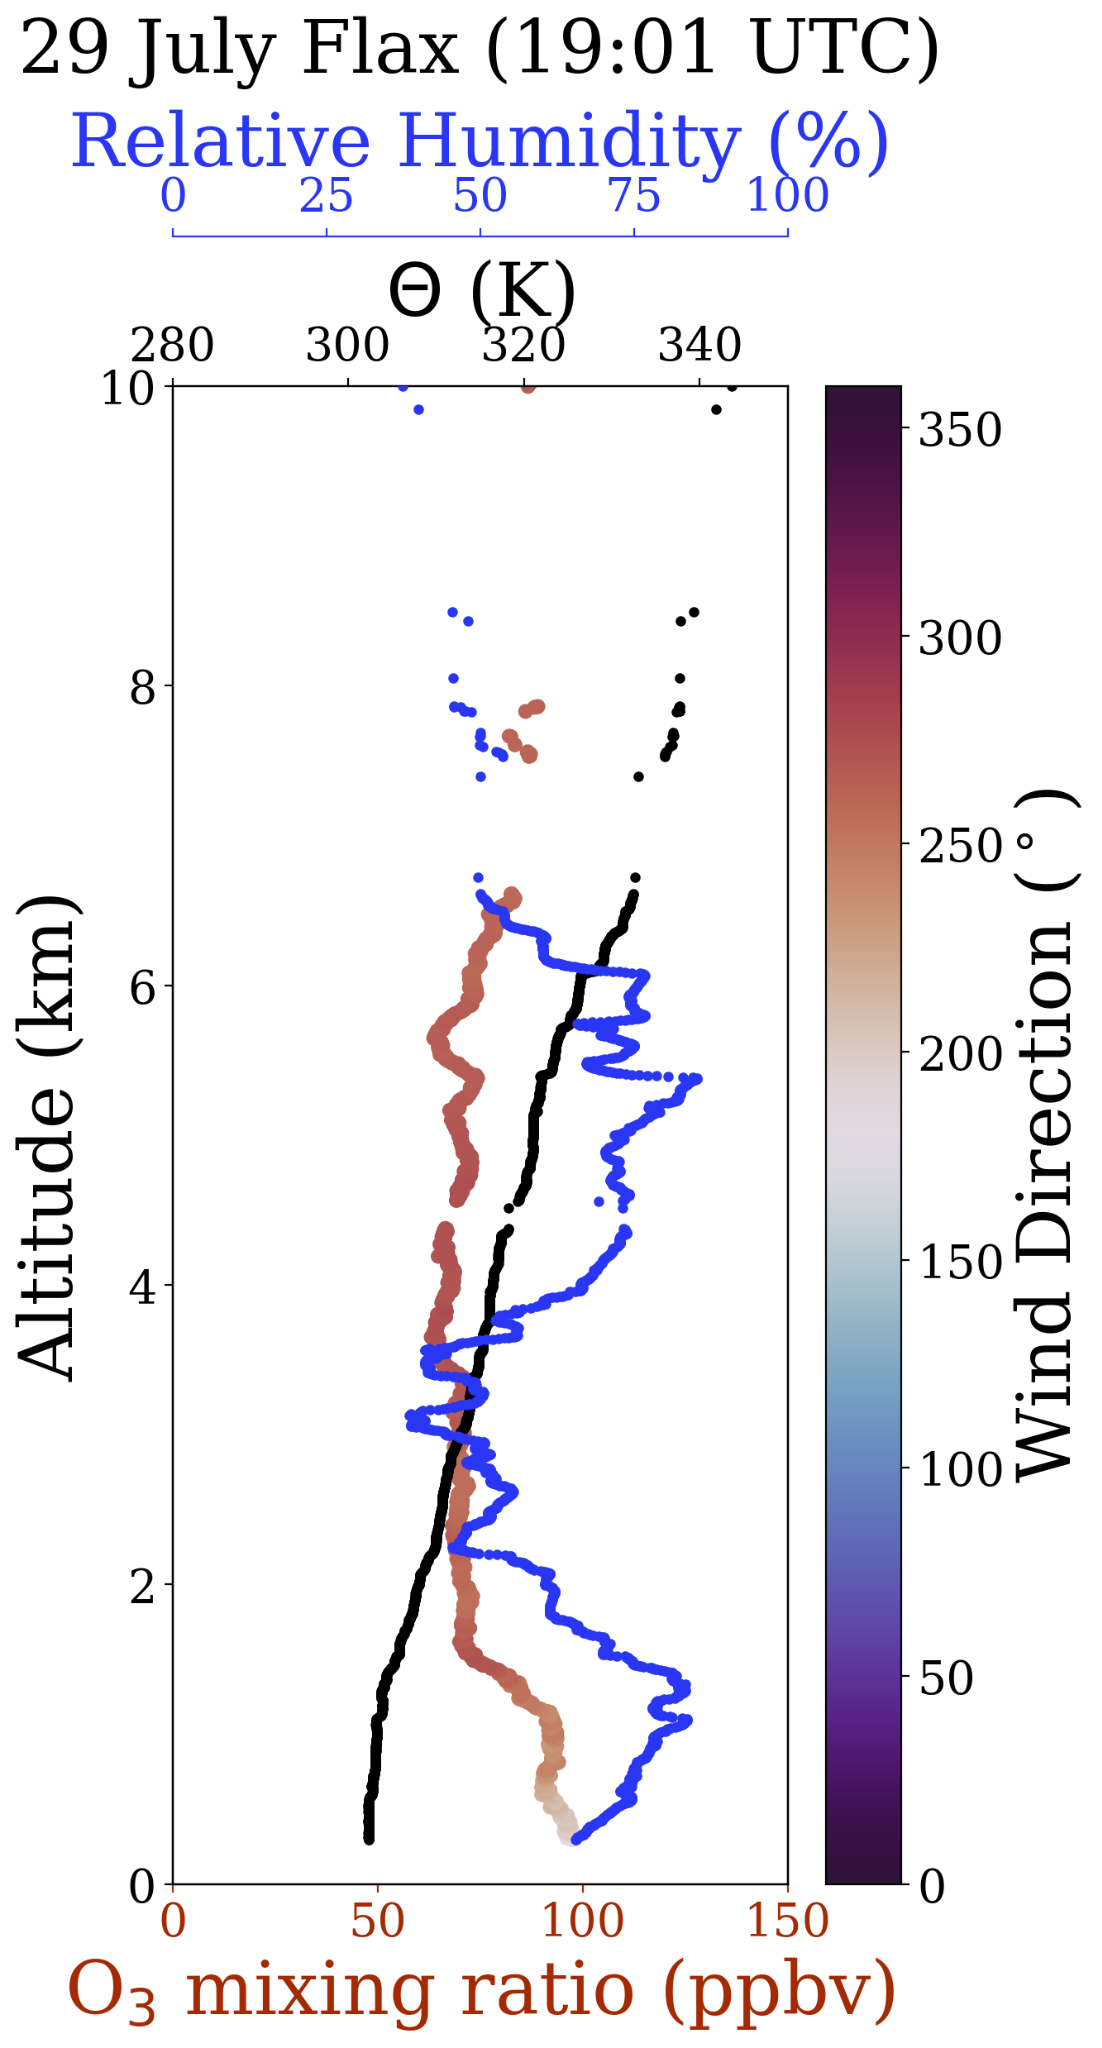 29 July Flax (19:01 UTC)
Relative Humidity (%)
0 25 50 75 100
Θ (K)
280 300 320 340
10
8
6
4
2
0
Altitude (km)
0 50 100 150
O₃ mixing ratio (ppbv)
350
300
250
200
150
100
50
0
Wind Direction (°)